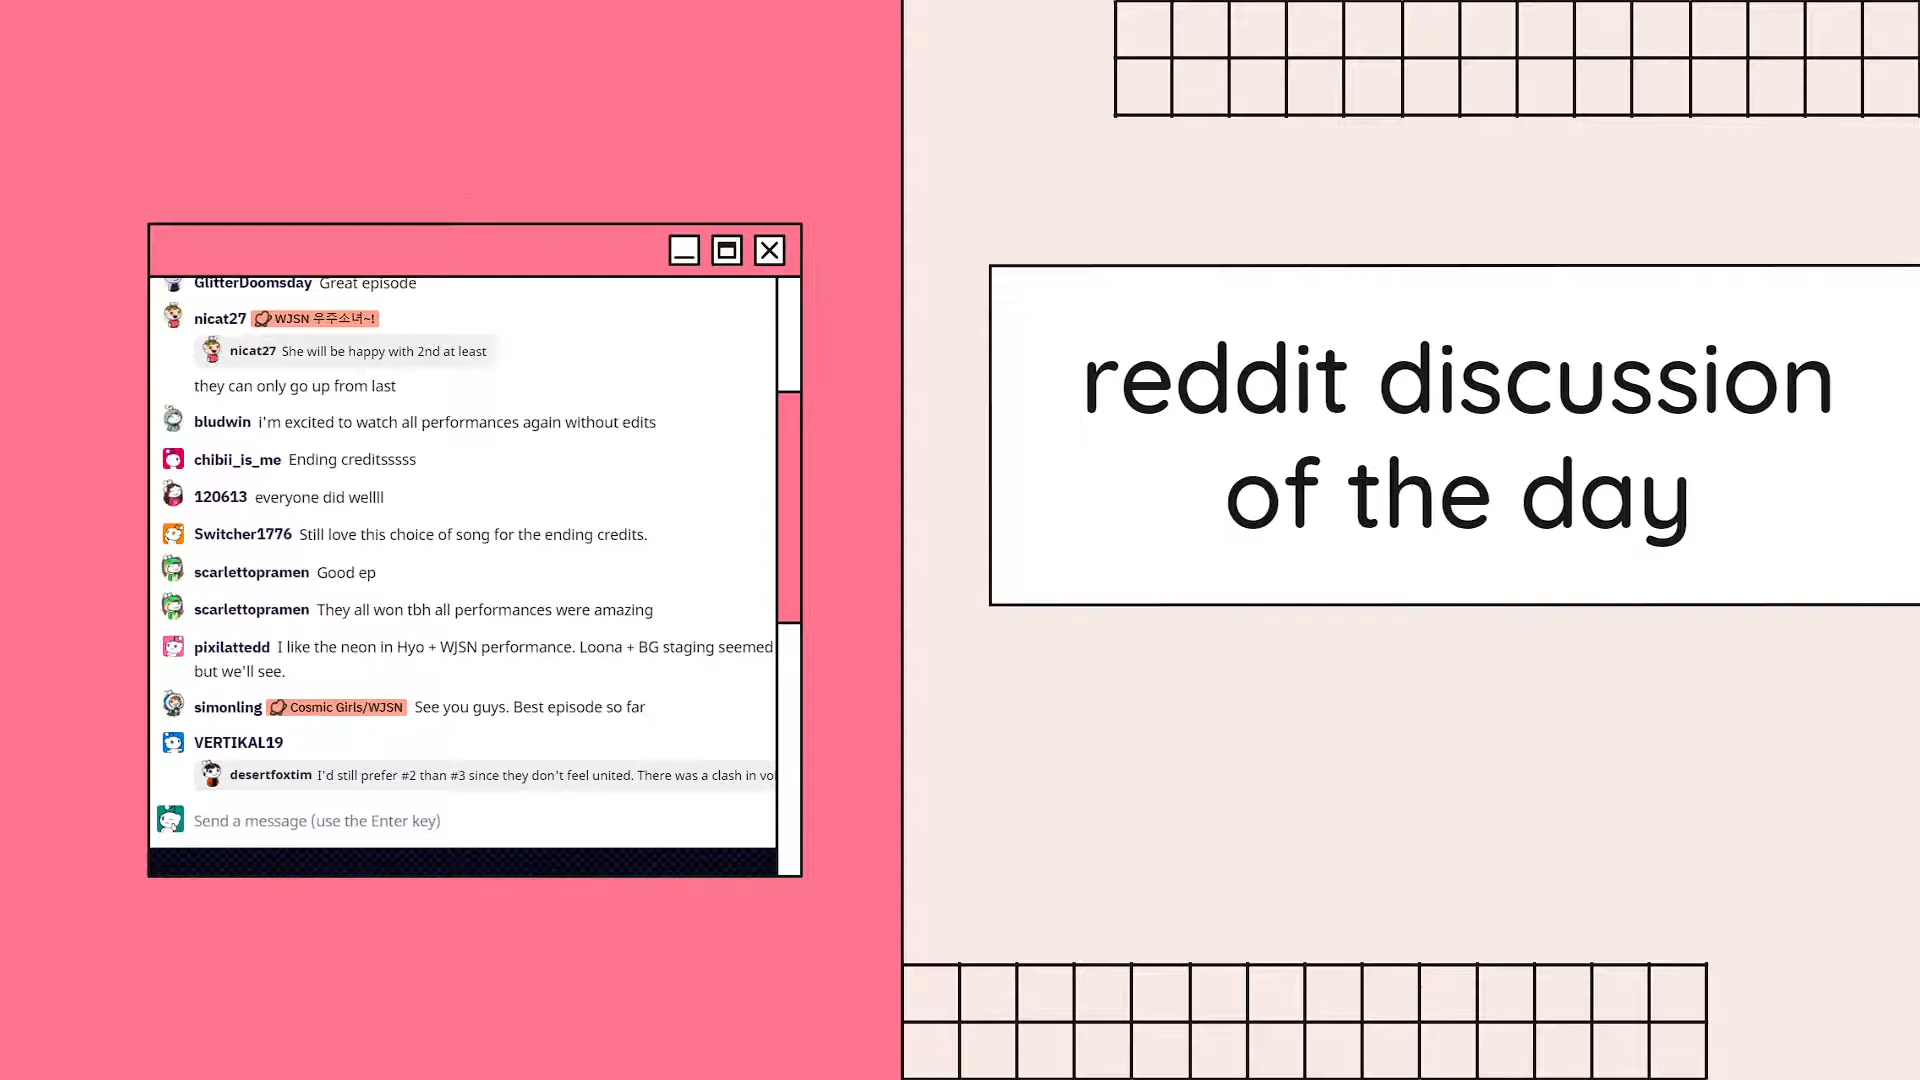 GlitterDoomsday Great episode
nicat27 WJSN 우주소녀~!
nicat27 She will be happy with 2nd at least
they can only go up from last
bludwin i'm excited to watch all performances again without edits
chibii_is_me Ending creditsssss
120613 everyone did wellll
Switcher1776 Still love this choice of song for the ending credits.
scarlettopramen Good ep
scarlettopramen They all won tbh all performances were amazing
pixilattedd I like the neon in Hyo + WJSN performance. Loona + BG staging seemed
but we'll see.
simonling Cosmic Girls/WJSN See you guys. Best episode so far
VERTIKAL19
desertfoxtim I'd still prefer #2 than #3 since they don't feel united. There was a clash in vo
Send a message (use the Enter key)
reddit discussion
of the day